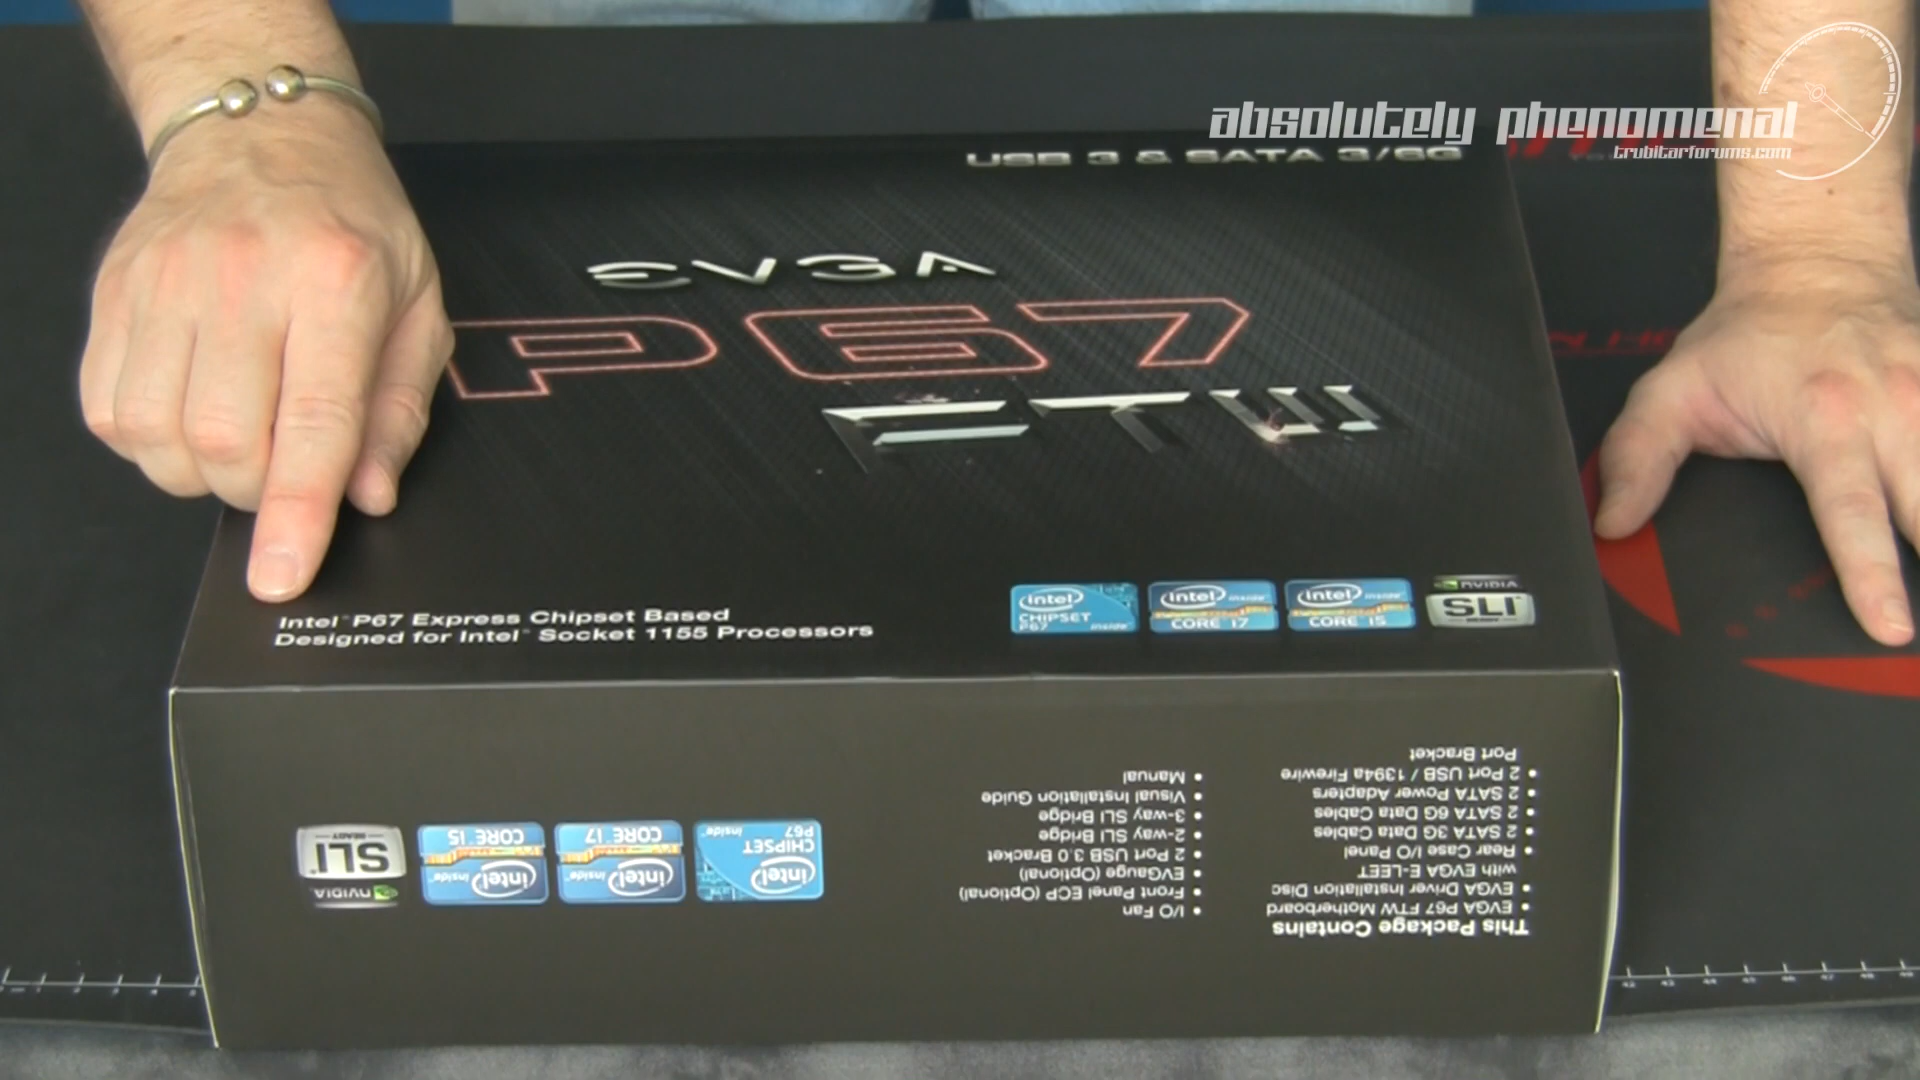 absolutely phenomenal
trubitarforums.com
USB 3 & SATA 3/6G
EVGA
P67
FTW
Intel P67 Express Chipset Based
Designed for Intel Socket 1155 Processors
intel
CHIPSET
P67 inside
intel inside
CORE i7
intel inside
CORE i5
NVIDIA
SLI
READY
This Package Contains
• EVGA P67 FTW Motherboard
• EVGA Driver Installation Disc
with EVGA E-LEET
• Rear Case I/O Panel
• 2 SATA 3G Data Cables
• 2 SATA 6G Data Cables
• 2 SATA Power Adapters
• 2 Port USB / 1394a Firewire
Port Bracket
• I/O Fan
• Front Panel ECP (Optional)
• EVGauge (Optional)
• 2 Port USB 3.0 Bracket
• 2-way SLI Bridge
• 3-way SLI Bridge
• Visual Installation Guide
• Manual
intel
CHIPSET
P67 inside
intel inside
CORE i7
intel inside
CORE i5
NVIDIA
SLI
READY